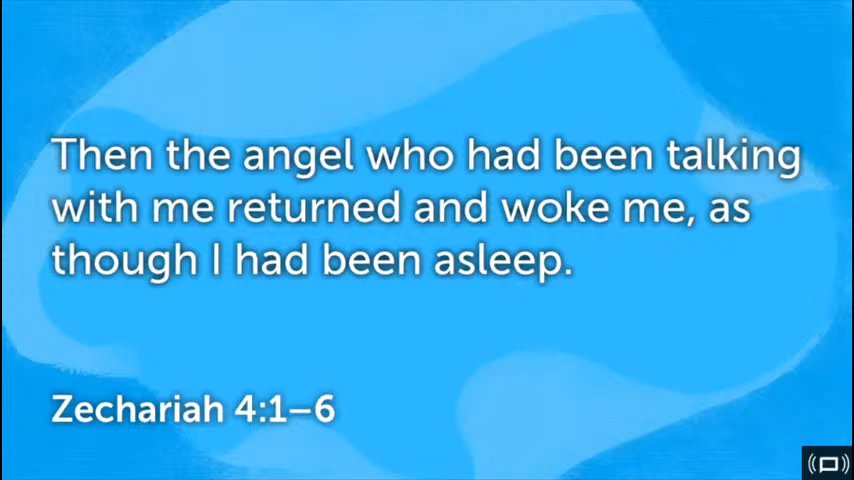 Then the angel who had been talking
with me returned and woke me, as
though I had been asleep.
Zechariah 4:1–6